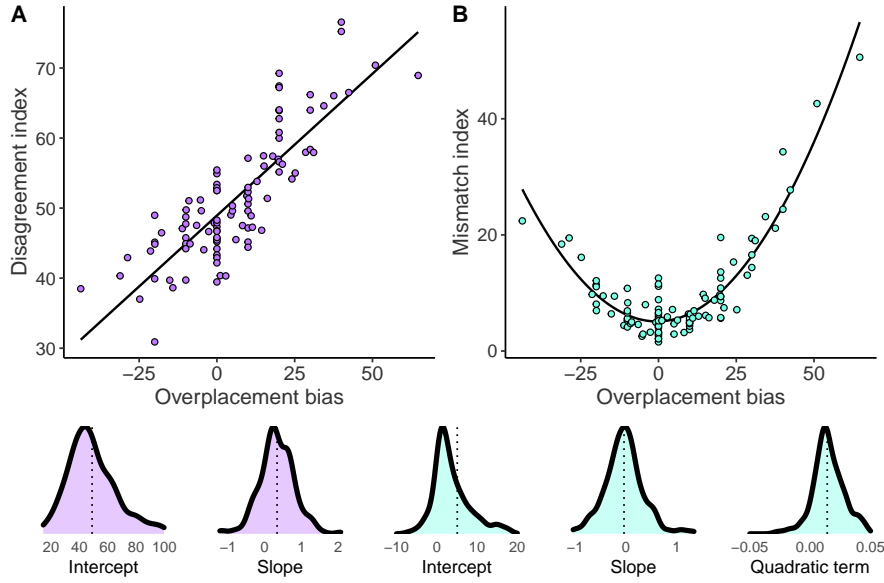 A
B
Disagreement index
70
60
50
40
30
−25 0 25 50
Overplacement bias
Mismatch index
40
20
0
−25 0 25 50
Overplacement bias
20 40 60 80 100
Intercept
−1 0 1 2
Slope
−10 0 10 20
Intercept
−1 0 1
Slope
−0.05 0.00 0.05
Quadratic term